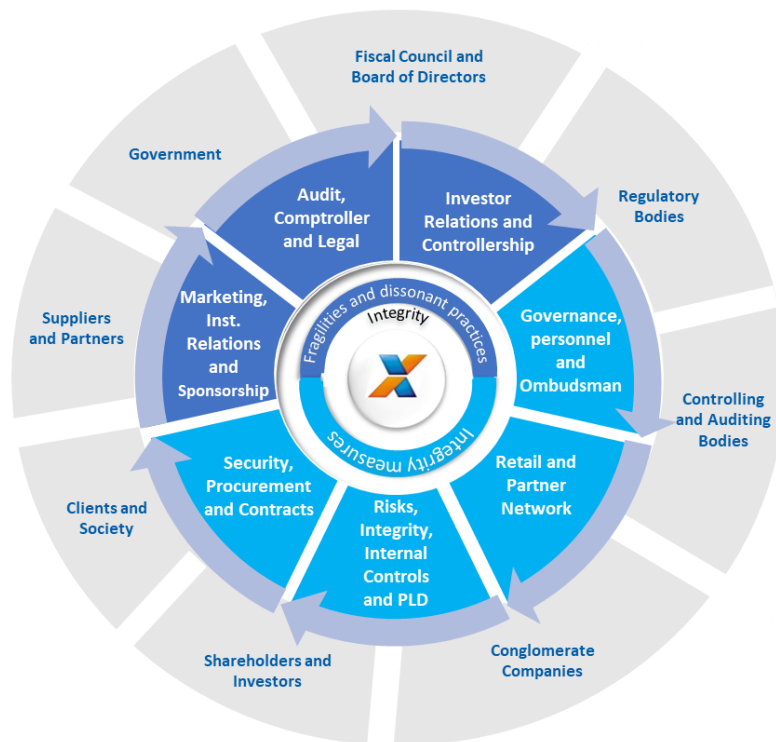 Fiscal Council and
Board of Directors
Government
Regulatory
Bodies
Audit,
Comptroller
and Legal
Investor
Relations and
Controllership
Suppliers
and Partners
Marketing,
Inst.
Relations
and
Sponsorship
Fragilities and dissonant practices
Integrity
Integrity measures
Governance,
personnel
and
Ombudsman
Controlling
and Auditing
Bodies
Security,
Procurement
and Contracts
Retail and
Partner
Network
Clients and
Society
Risks,
Integrity,
Internal
Controls
and PLD
Shareholders and
Investors
Conglomerate
Companies